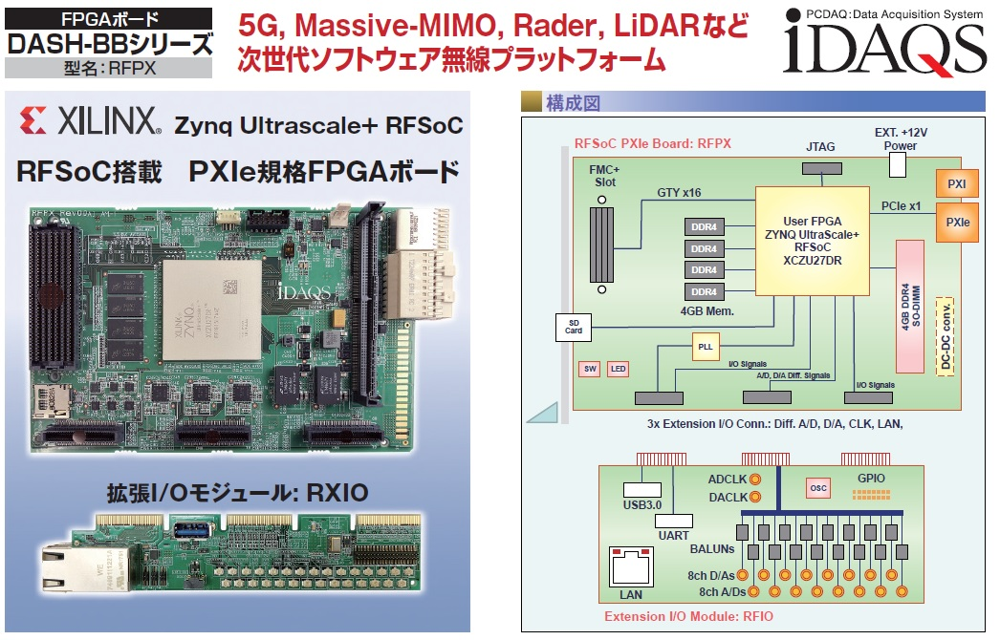 FPGAボード
DASH-BBシリーズ
型名：RFPX
5G, Massive-MIMO, Rader, LiDARなど
次世代ソフトウェア無線プラットフォーム
PCDAQ：Data Acquisition System
iDAQS
XILINX® Zynq Ultrascale+ RFSoC
RFSoC搭載 PXIe規格FPGAボード
iDAQS
XILINX
ZYNQ
拡張I/Oモジュール: RXIO
構成図
RFSoC PXIe Board: RFPX
JTAG
EXT. +12V
Power
FMC+
Slot
GTY x16
PCIe x1
PXI
PXIe
User FPGA
ZYNQ UltraScale+
RFSoC
XCZU27DR
DDR4
DDR4
DDR4
DDR4
4GB Mem.
4GB DDR4
SO-DIMM
DC-DC conv.
SD
Card
PLL
SW
LED
I/O Signals
A/D, D/A Diff. Signals
I/O Signals
3x Extension I/O Conn.: Diff. A/D, D/A, CLK, LAN,
USB3.0
UART
ADCLK
DACLK
OSC
GPIO
BALUNs
LAN
8ch D/As
8ch A/Ds
Extension I/O Module: RFIO